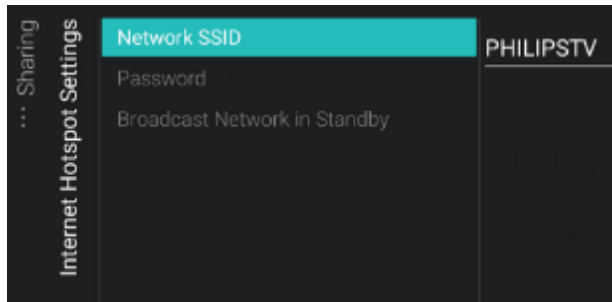 ... Sharing
Internet Hotspot Settings
Network SSID
Password
Broadcast Network in Standby
PHILIPSTV